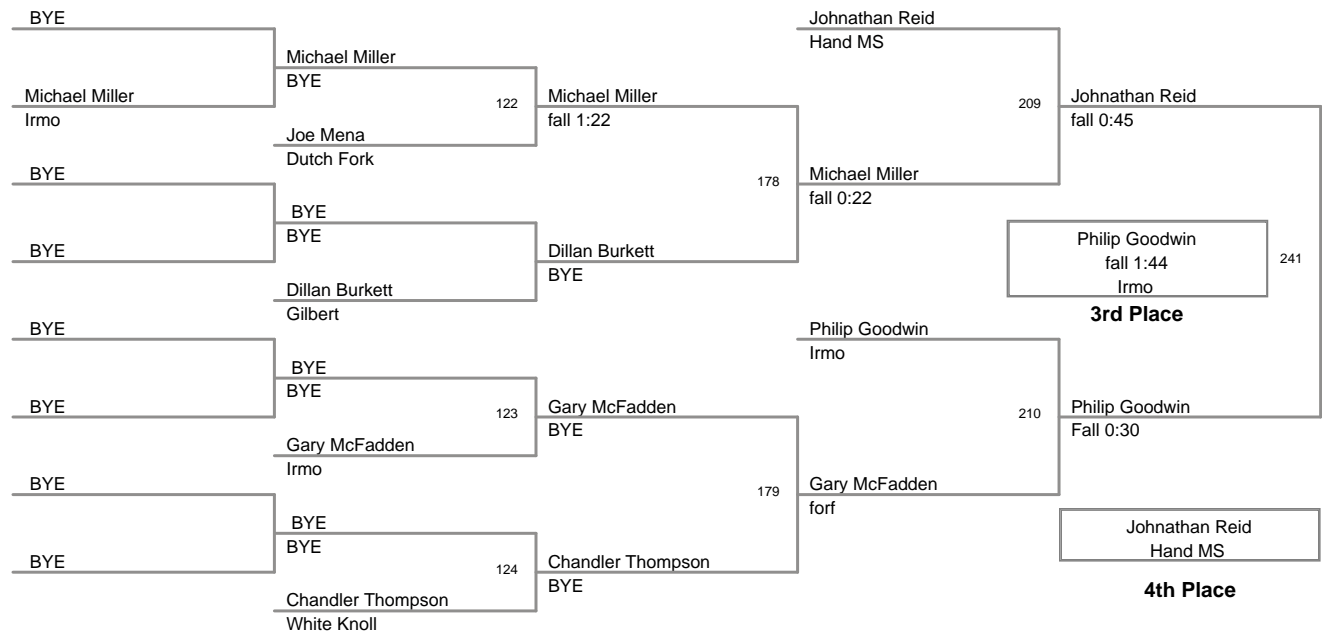 BYE
Michael Miller
Irmo
BYE
BYE
BYE
BYE
BYE
BYE
Michael Miller
BYE
122
Joe Mena
Dutch Fork
BYE
BYE
Dillan Burkett
Gilbert
BYE
BYE
123
Gary McFadden
Irmo
BYE
BYE
124
Chandler Thompson
White Knoll
Michael Miller
fall 1:22
178
Dillan Burkett
BYE
Gary McFadden
BYE
179
Chandler Thompson
BYE
Johnathan Reid
Hand MS
209
Michael Miller
fall 0:22
Philip Goodwin
Irmo
210
Gary McFadden
forf
Johnathan Reid
fall 0:45
Philip Goodwin
fall 1:44
Irmo
241
3rd Place
Philip Goodwin
Fall 0:30
Johnathan Reid
Hand MS
4th Place